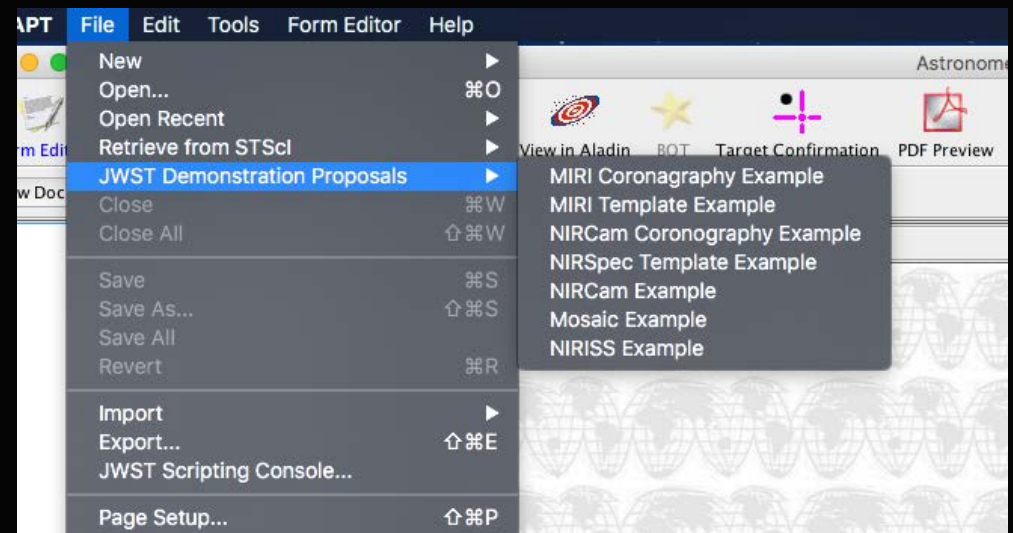 APT File Edit Tools Form Editor Help
New
Open... ⌘O
Open Recent
Retrieve from STScI
JWST Demonstration Proposals
Close ⌘W
Close All ⇧⌘W
Save ⌘S
Save As... ⇧⌘S
Save All
Revert ⌘R
Import
Export... ⇧⌘E
JWST Scripting Console...
Page Setup... ⇧⌘P
Astronome
rm Edit
View in Aladin BOT Target Confirmation PDF Preview
w Doc
MIRI Coronagraphy Example
MIRI Template Example
NIRCam Coronography Example
NIRSpec Template Example
NIRCam Example
Mosaic Example
NIRISS Example